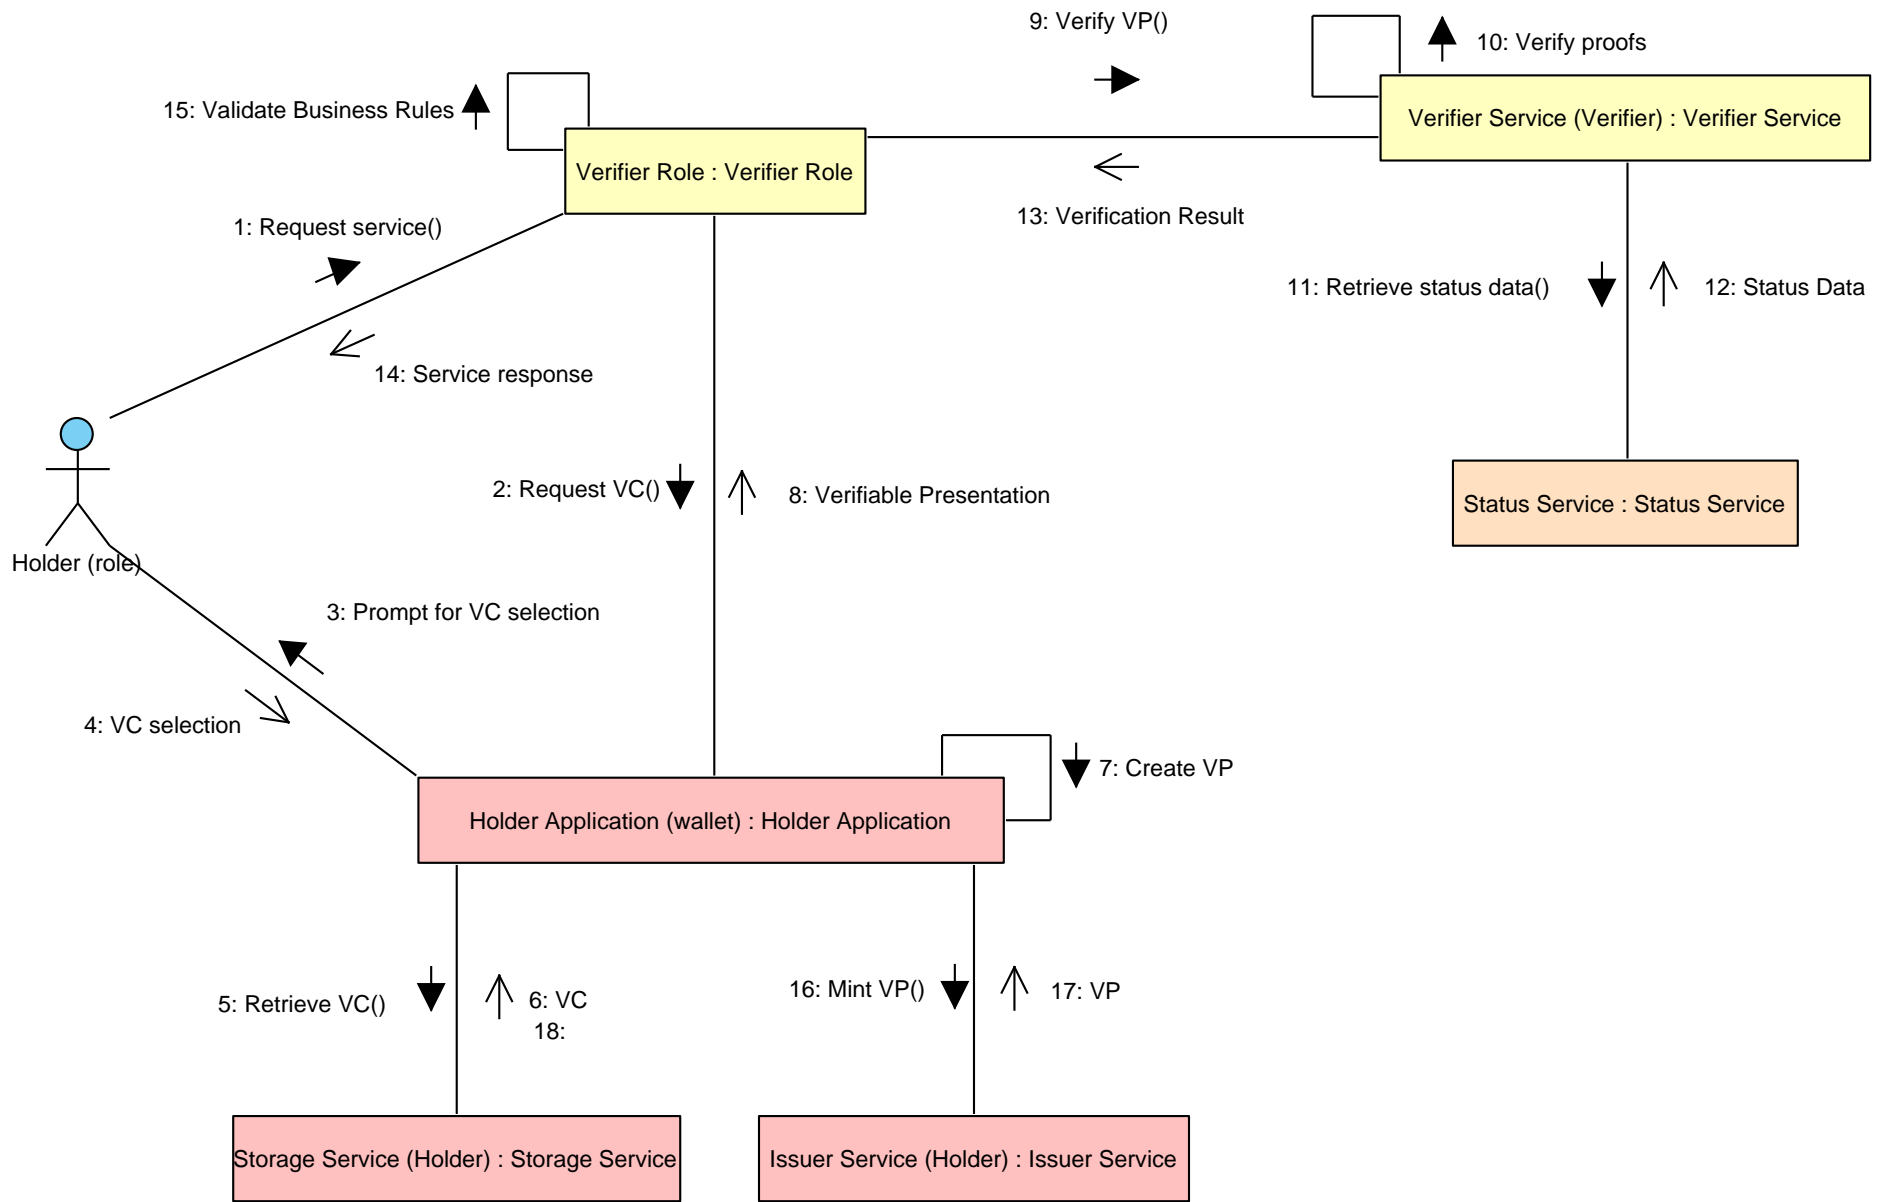 9: Verify VP()
10: Verify proofs
15: Validate Business Rules
Verifier Service (Verifier) : Verifier Service
Verifier Role : Verifier Role
13: Verification Result
1: Request service()
11: Retrieve status data()
12: Status Data
14: Service response
2: Request VC()
8: Verifiable Presentation
Status Service : Status Service
Holder (role)
3: Prompt for VC selection
4: VC selection
7: Create VP
Holder Application (wallet) : Holder Application
5: Retrieve VC()
6: VC
18:
16: Mint VP()
17: VP
Storage Service (Holder) : Storage Service
Issuer Service (Holder) : Issuer Service